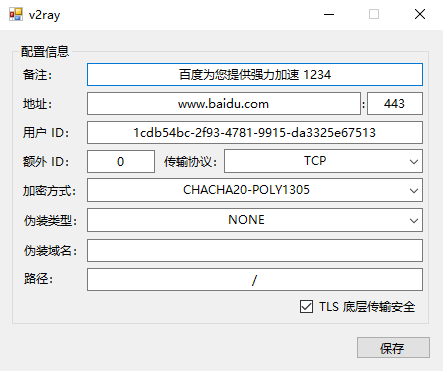 v2ray
配置信息
备注: 百度为您提供强力加速 1234
地址: www.baidu.com : 443
用户 ID: 1cdb54bc-2f93-4781-9915-da3325e67513
额外 ID: 0 传输协议: TCP
加密方式: CHACHA20-POLY1305
伪装类型: NONE
伪装域名:
路径: /
TLS 底层传输安全
保存